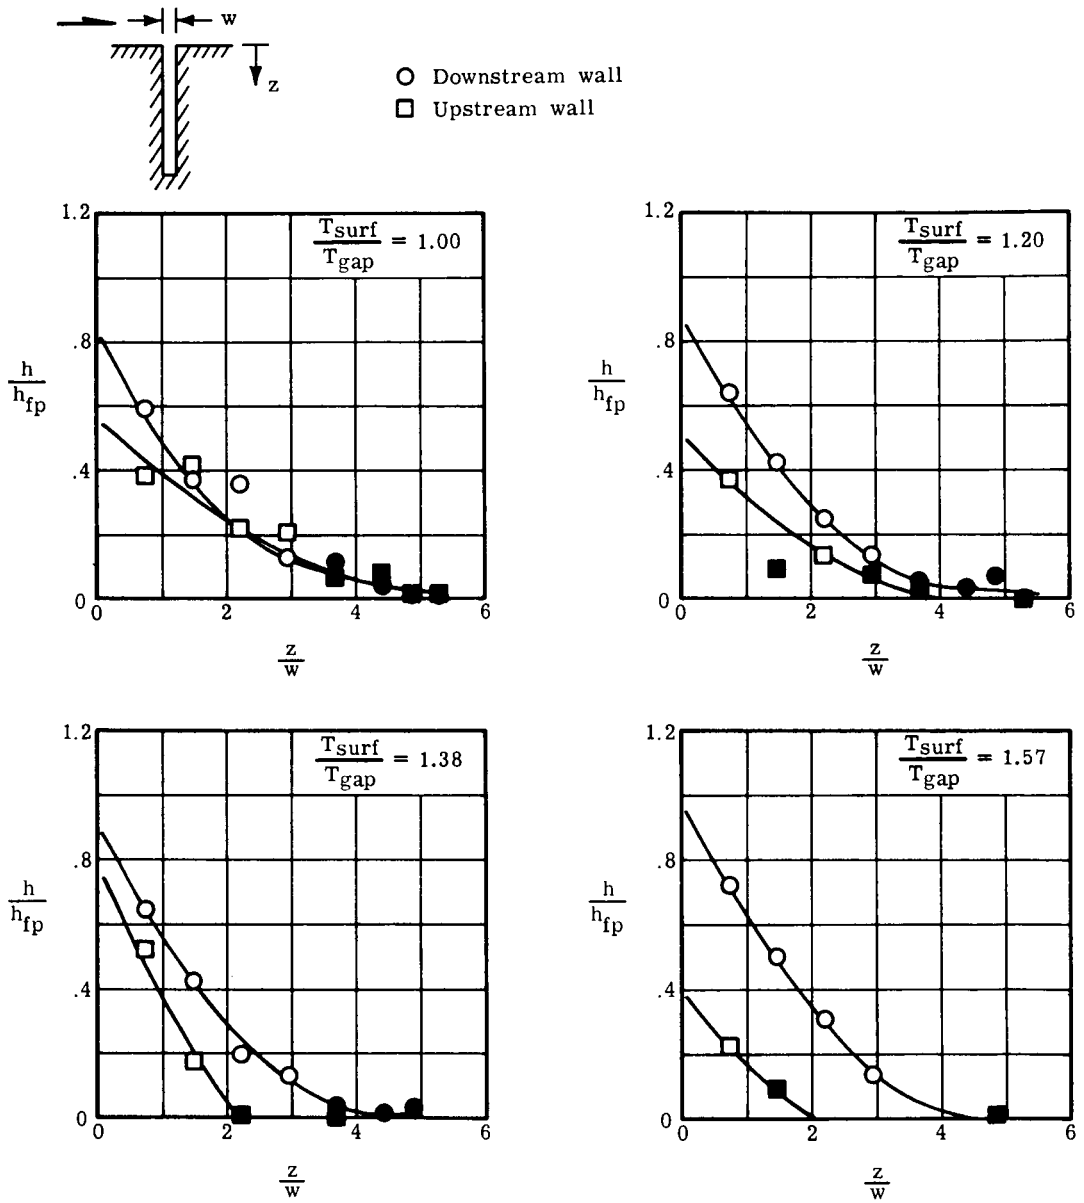 w
z
Downstream wall
Upstream wall
1.2
.8
.4
0
h
h_fp
T_surf
T_gap
= 1.00
0 2 4 6
z
w
1.2
.8
.4
0
h
h_fp
T_surf
T_gap
= 1.20
0 2 4 6
z
w
1.2
.8
.4
0
h
h_fp
T_surf
T_gap
= 1.38
0 2 4 6
z
w
1.2
.8
.4
0
h
h_fp
T_surf
T_gap
= 1.57
0 2 4 6
z
w